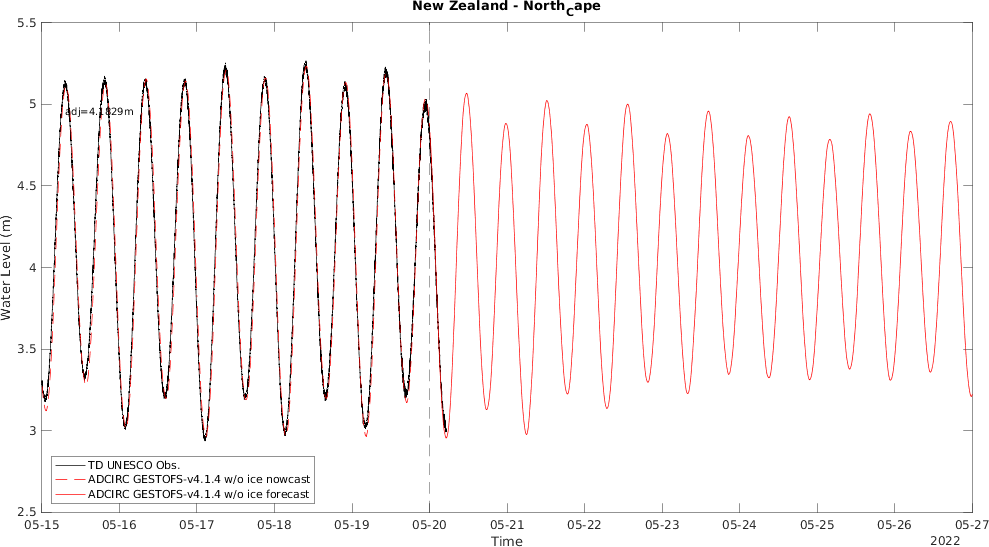 New Zealand - NorthCape
5.5
5
adj=4.1829m
4.5
4
Water Level (m)
3.5
3
2.5
TD UNESCO Obs.
ADCIRC GESTOFS-v4.1.4 w/o ice nowcast
ADCIRC GESTOFS-v4.1.4 w/o ice forecast
05-15 05-16 05-17 05-18 05-19 05-20 05-21 05-22 05-23 05-24 05-25 05-26 05-27
Time
2022